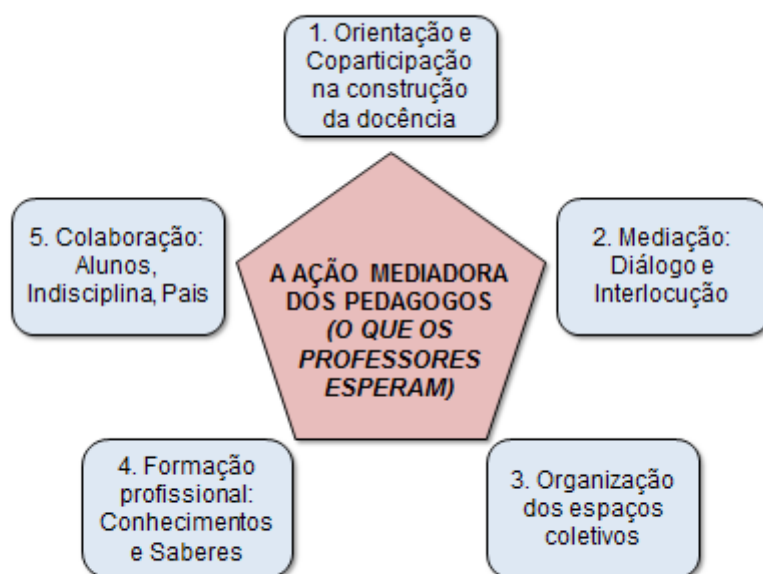 1. Orientação e
Coparticipação
na construção
da docência
5. Colaboração:
Alunos,
Indisciplina, Pais
A AÇÃO MEDIADORA
DOS PEDAGOGOS
(O QUE OS
PROFESSORES
ESPERAM)
2. Mediação:
Diálogo e
Interlocução
4. Formação
profissional:
Conhecimentos
e Saberes
3. Organização
dos espaços
coletivos